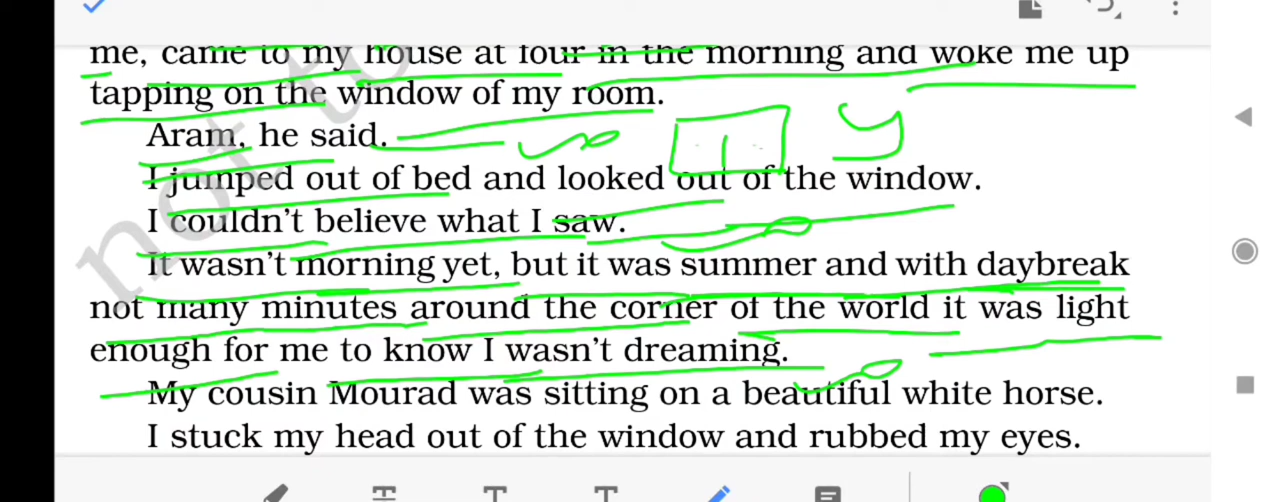 me, came to my house at four in the morning and woke me up
tapping on the window of my room.
Aram, he said.
I jumped out of bed and looked out of the window.
I couldn't believe what I saw.
It wasn't morning yet, but it was summer and with daybreak
not many minutes around the corner of the world it was light
enough for me to know I wasn't dreaming.
My cousin Mourad was sitting on a beautiful white horse.
I stuck my head out of the window and rubbed my eyes.
not to